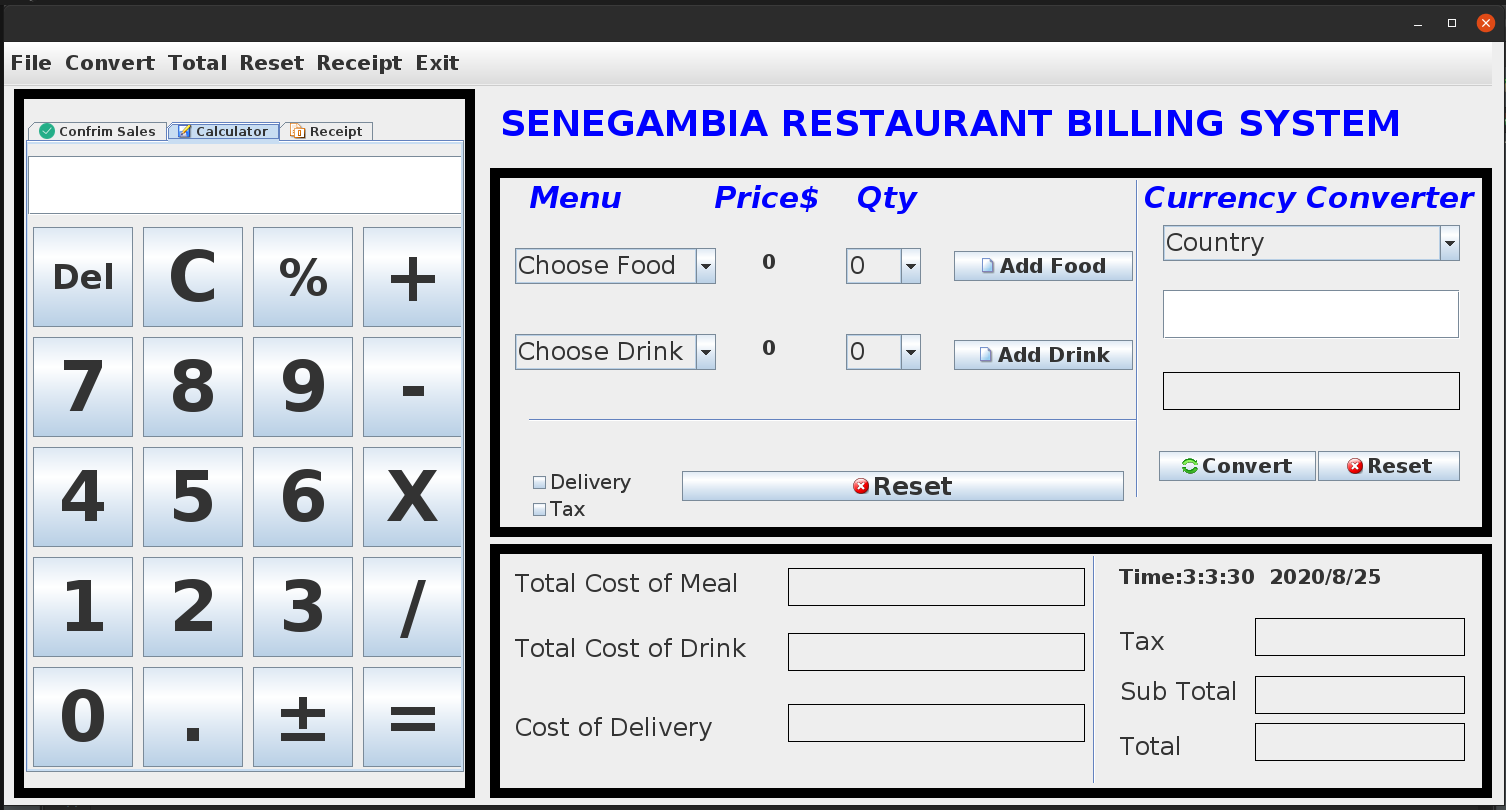 File Convert Total Reset Receipt Exit
Confrim Sales Calculator Receipt
Del C % +
7 8 9 -
4 5 6 X
1 2 3 /
0 . ± =
SENEGAMBIA RESTAURANT BILLING SYSTEM
Menu Price$ Qty
Choose Food 0 0 Add Food
Choose Drink 0 0 Add Drink
Delivery
Reset
Tax
Currency Converter
Country
Convert Reset
Total Cost of Meal
Total Cost of Drink
Cost of Delivery
Time:3:3:30 2020/8/25
Tax
Sub Total
Total